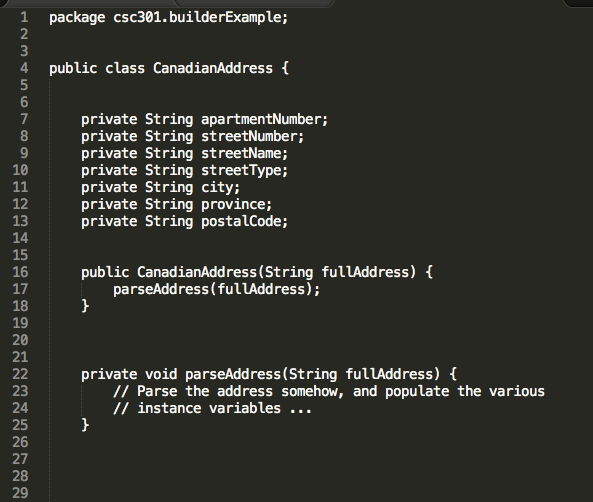 1 package csc301.builderExample;
2
3
4 public class CanadianAddress {
5
6
7     private String apartmentNumber;
8     private String streetNumber;
9     private String streetName;
10     private String streetType;
11     private String city;
12     private String province;
13     private String postalCode;
14
15
16     public CanadianAddress(String fullAddress) {
17         parseAddress(fullAddress);
18     }
19
20
21
22     private void parseAddress(String fullAddress) {
23         // Parse the address somehow, and populate the various
24         // instance variables ...
25     }
26
27
28
29